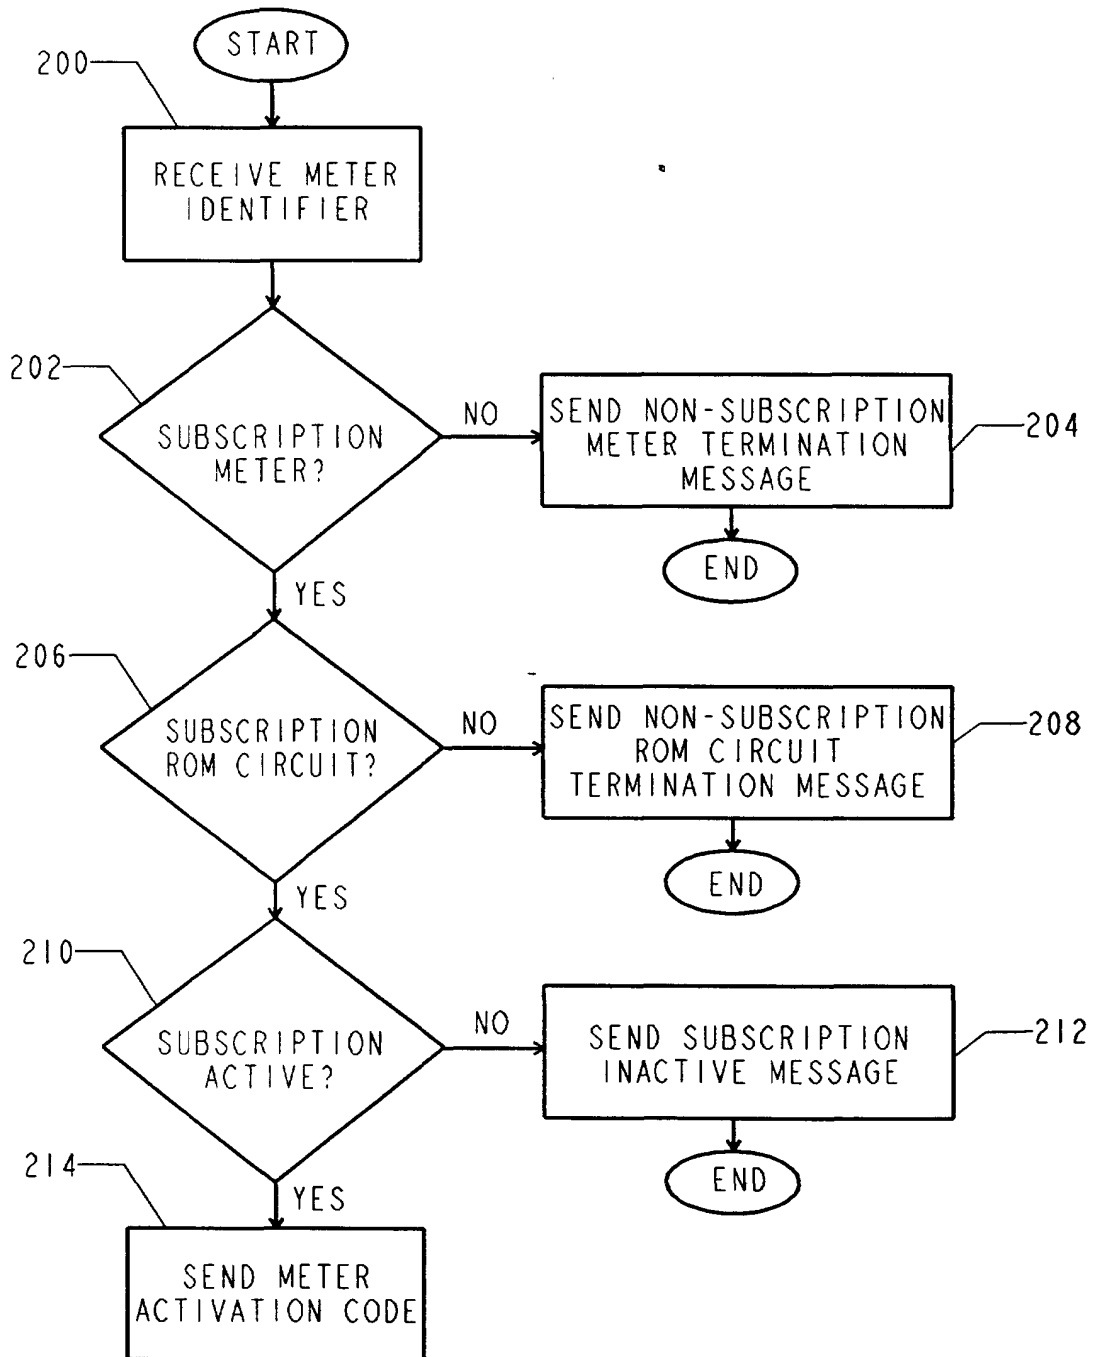 START
200
RECEIVE METER
IDENTIFIER
202
SUBSCRIPTION
METER?
NO
SEND NON-SUBSCRIPTION
METER TERMINATION
MESSAGE
204
END
YES
206
SUBSCRIPTION
ROM CIRCUIT?
NO
SEND NON-SUBSCRIPTION
ROM CIRCUIT
TERMINATION MESSAGE
208
END
YES
210
SUBSCRIPTION
ACTIVE?
NO
SEND SUBSCRIPTION
INACTIVE MESSAGE
212
END
YES
214
SEND METER
ACTIVATION CODE